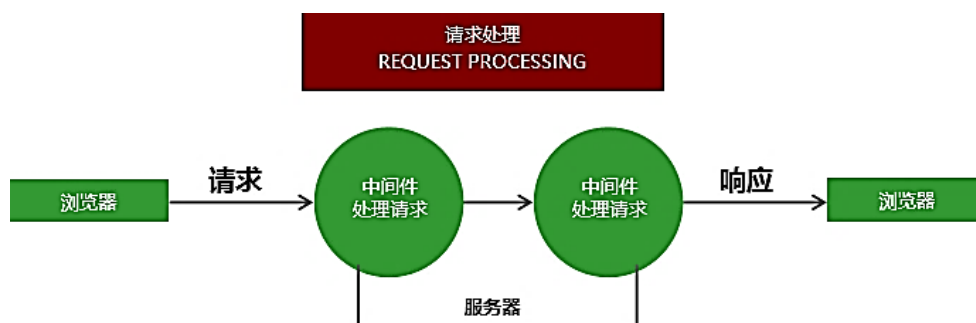 请求处理
REQUEST PROCESSING
浏览器
请求
中间件
处理请求
中间件
处理请求
响应
浏览器
服务器